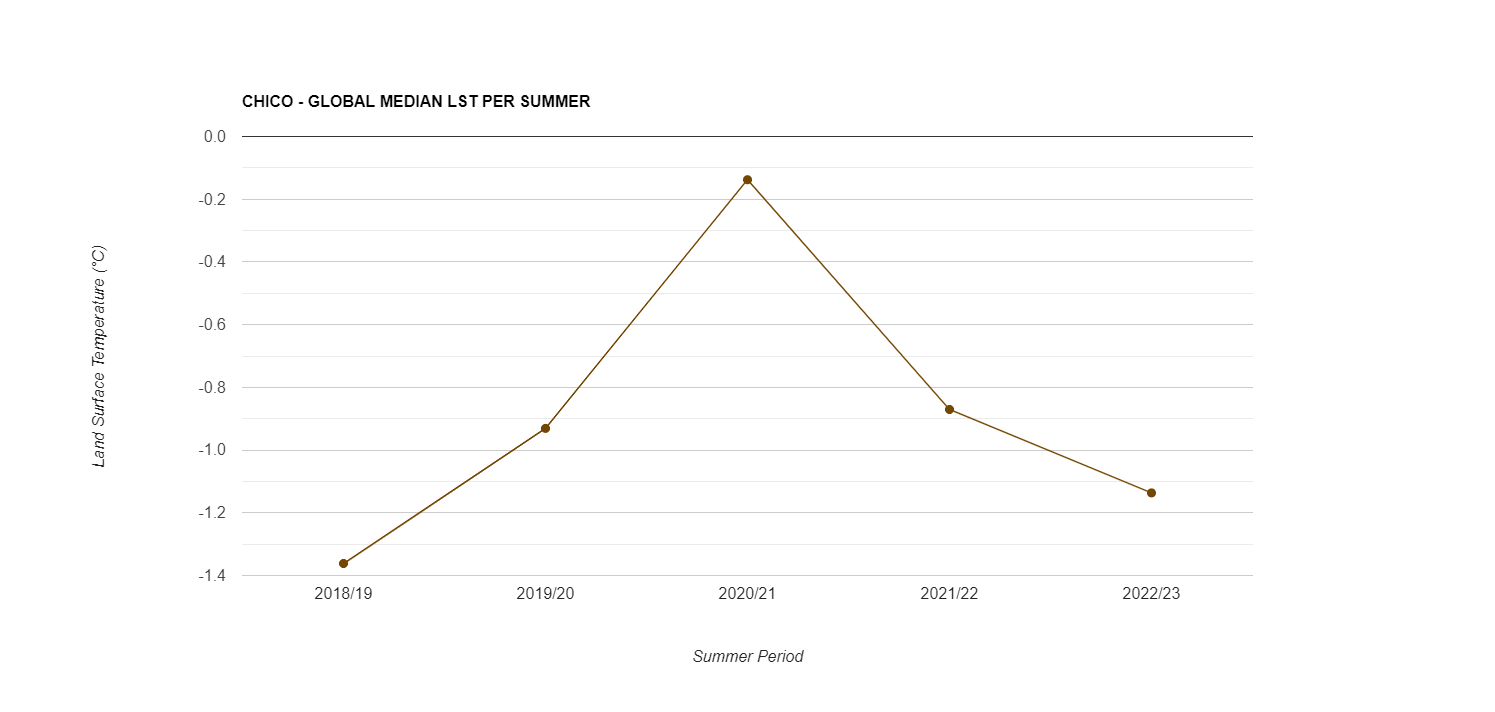 CHICO - GLOBAL MEDIAN LST PER SUMMER
0.0
-0.2
-0.4
-0.6
-0.8
-1.0
-1.2
-1.4
Land Surface Temperature (°C)
2018/19 2019/20 2020/21 2021/22 2022/23
Summer Period